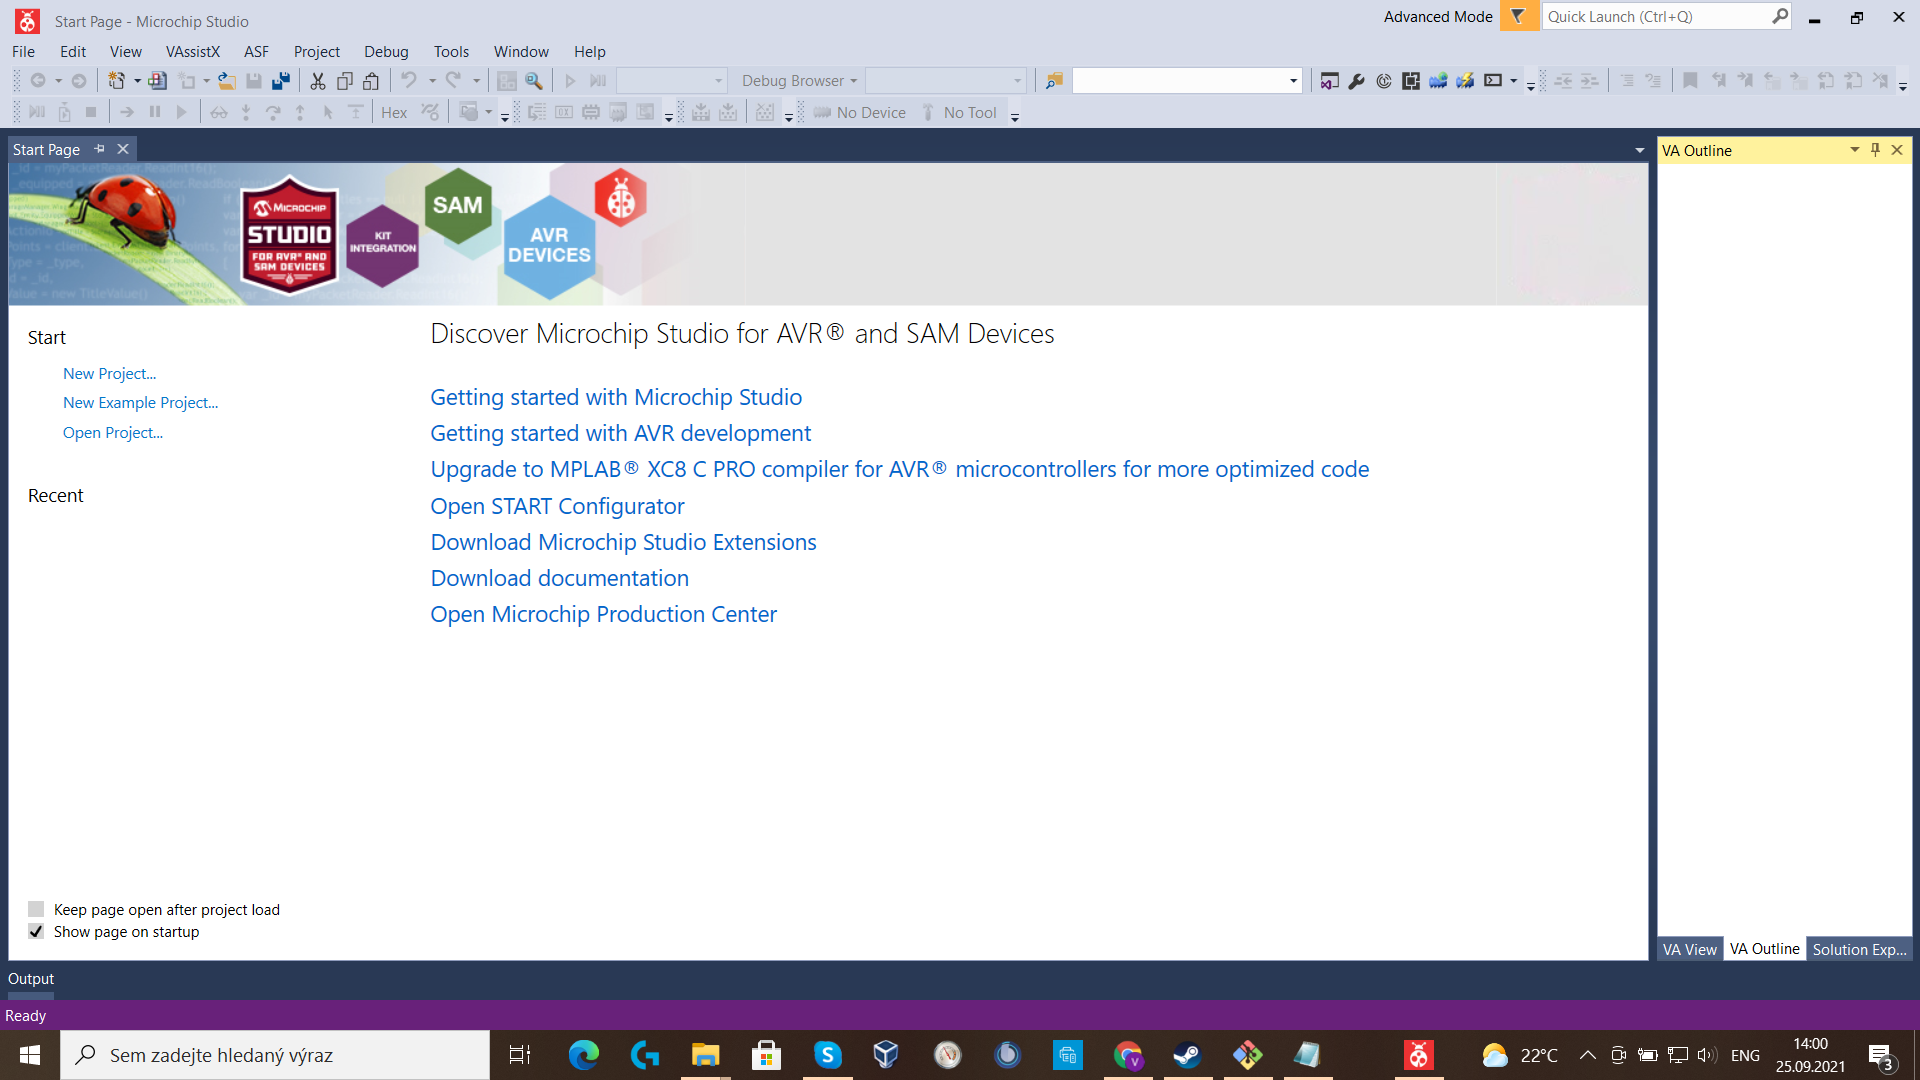 Start Page - Microchip Studio
Advanced Mode
Quick Launch (Ctrl+Q)
File Edit View VAssistX ASF Project Debug Tools Window Help
Debug Browser
Hex
No Device
No Tool
Start Page
VA Outline
MICROCHIP
STUDIO
FOR AVR® AND
SAM DEVICES
KIT
INTEGRATION
SAM
AVR
DEVICES
Start
New Project...
New Example Project...
Open Project...
Recent
Discover Microchip Studio for AVR® and SAM Devices
Getting started with Microchip Studio
Getting started with AVR development
Upgrade to MPLAB® XC8 C PRO compiler for AVR® microcontrollers for more optimized code
Open START Configurator
Download Microchip Studio Extensions
Download documentation
Open Microchip Production Center
Keep page open after project load
Show page on startup
VA View
VA Outline
Solution Exp...
Output
Ready
Sem zadejte hledaný výraz
22°C
ENG
14:00
25.09.2021
3